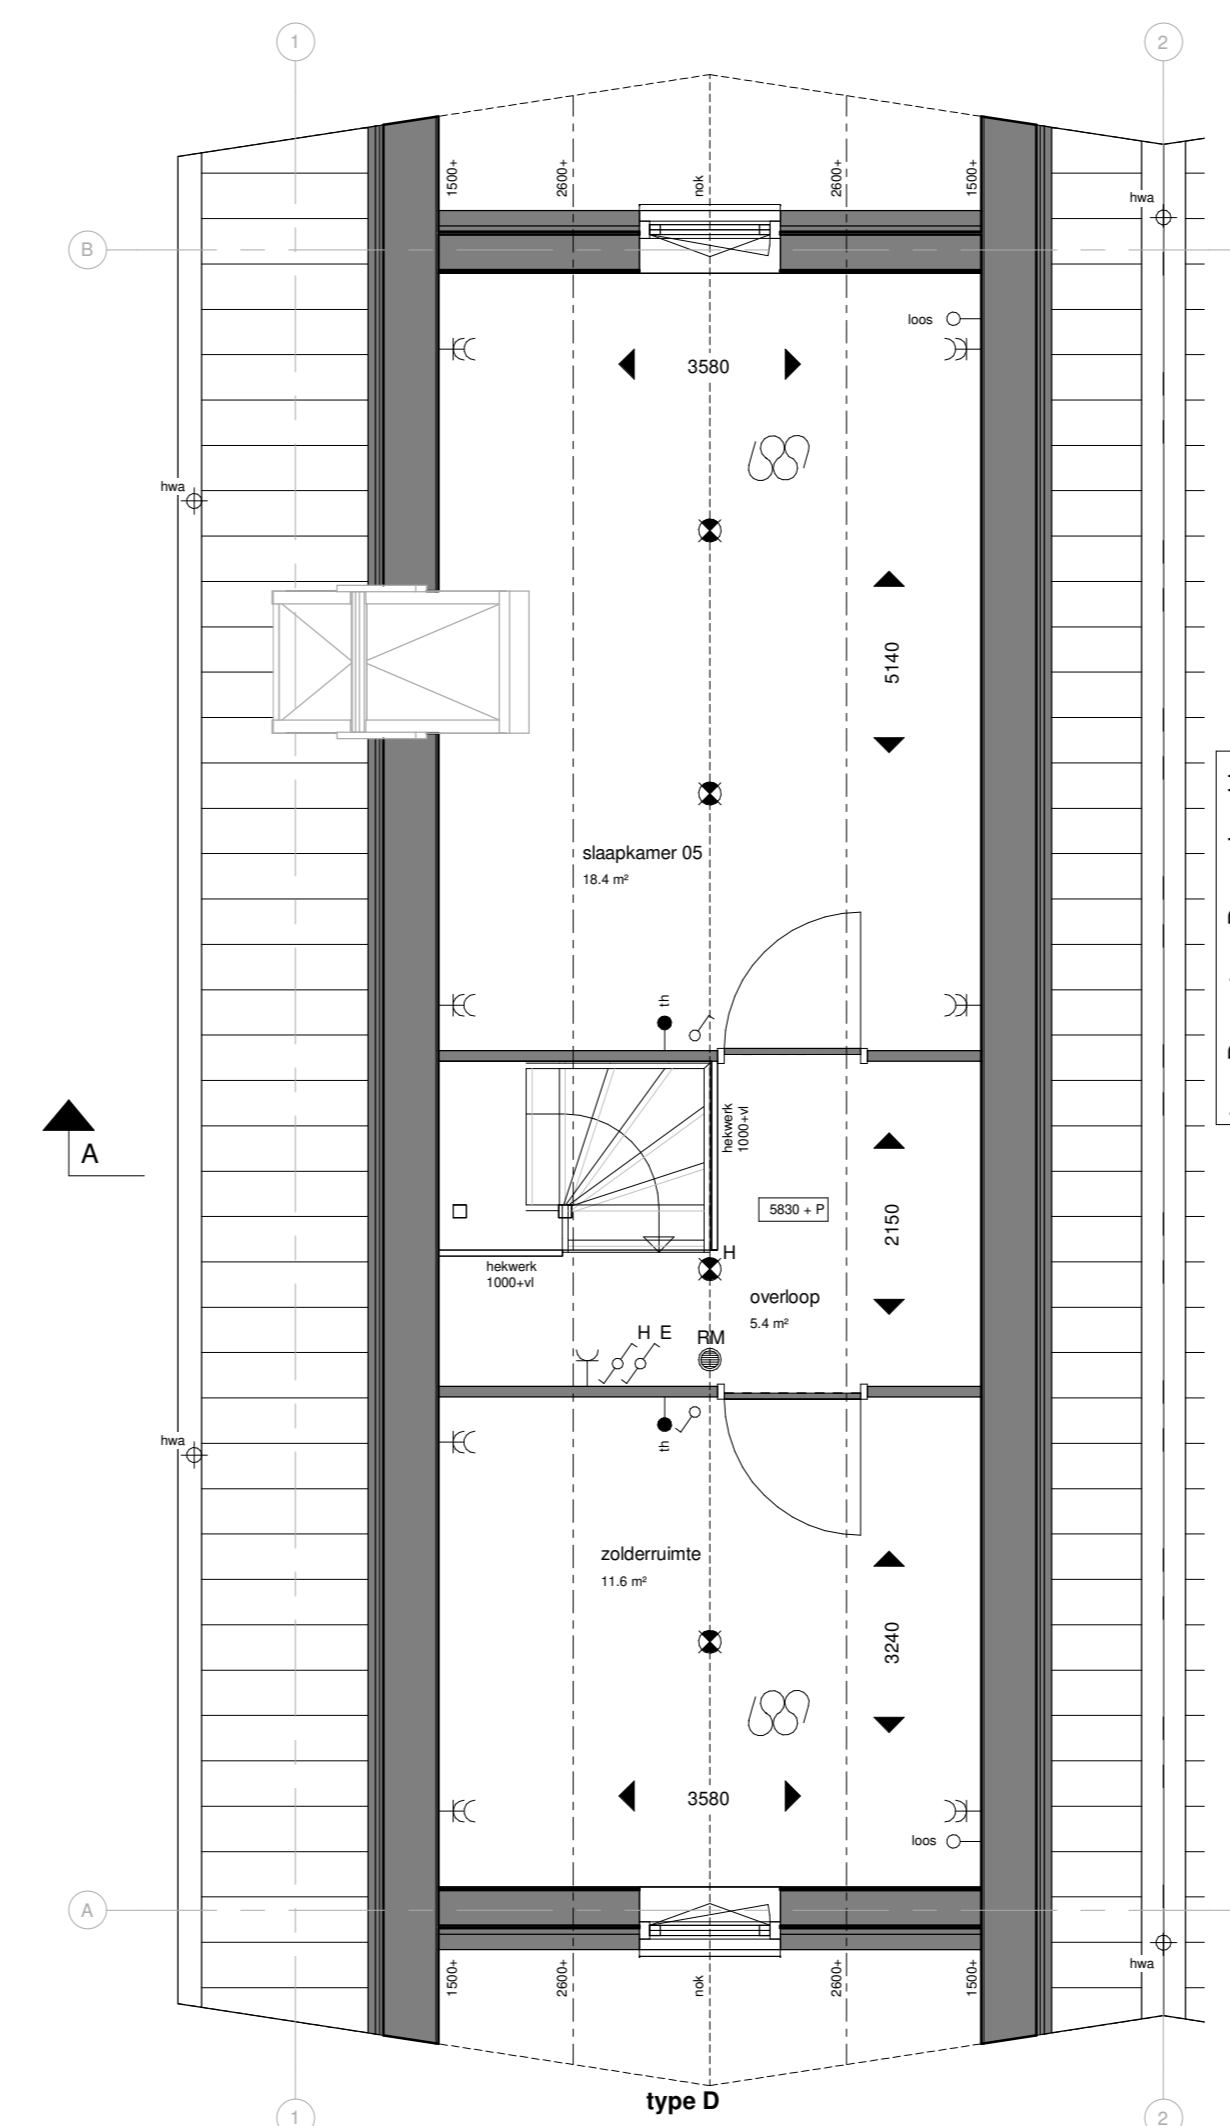 1
2
1500+
2600+
nok
2600+
1500+
hwa
B
loos
3580
hwa
5140
slaapkamer 05
18.4 m²
th
hekwerk
1000+vl
A
5830 + P
2150
H
hekwerk
1000+vl
overloop
5.4 m²
H E
RM
hwa
th
zolderruimte
11.6 m²
3240
3580
loos
A
hwa
1500+
2600+
nok
2600+
1500+
type D
1
2